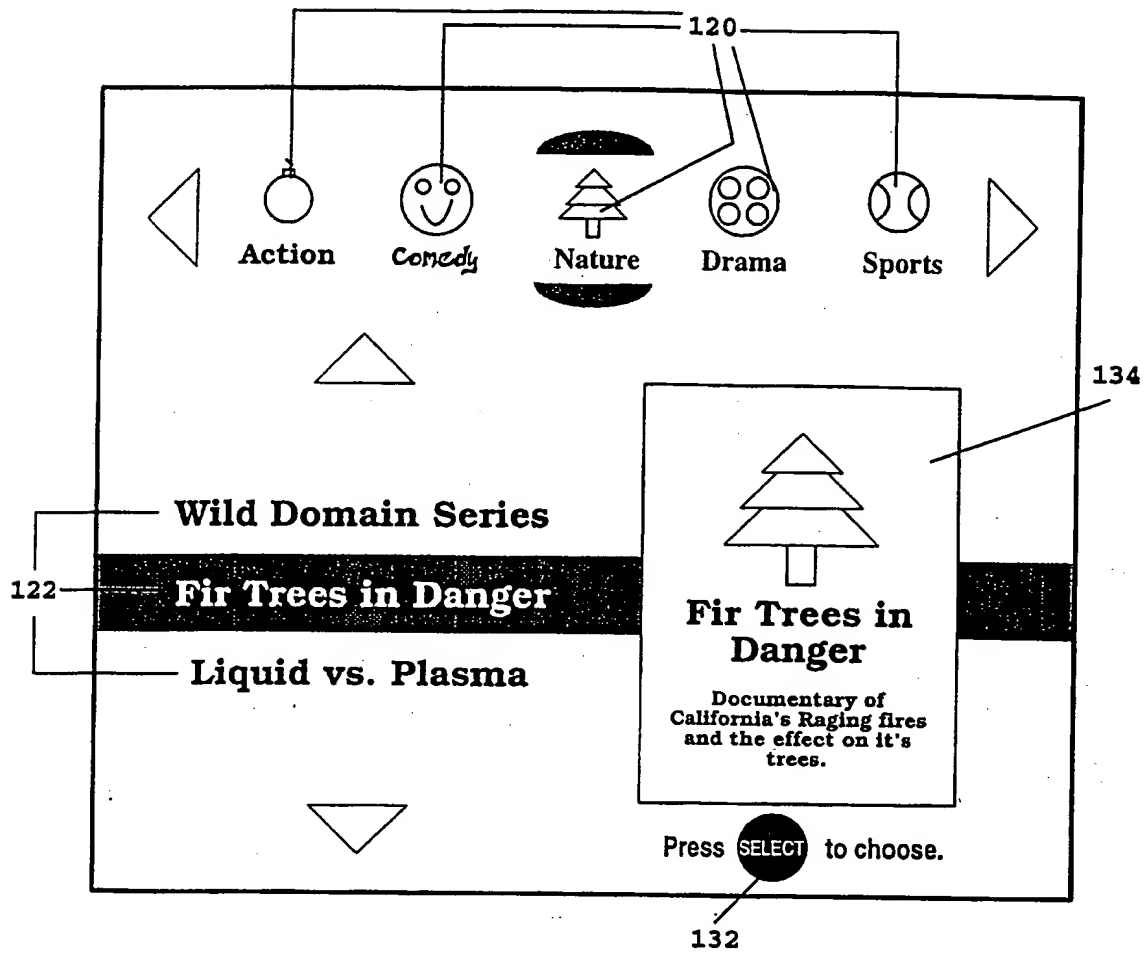 120
Action Comedy Nature Drama Sports
134
Wild Domain Series
122
Fir Trees in Danger
Liquid vs. Plasma
Fir Trees in
Danger
Documentary of
California's Raging fires
and the effect on it's
trees.
Press SELECT to choose.
132